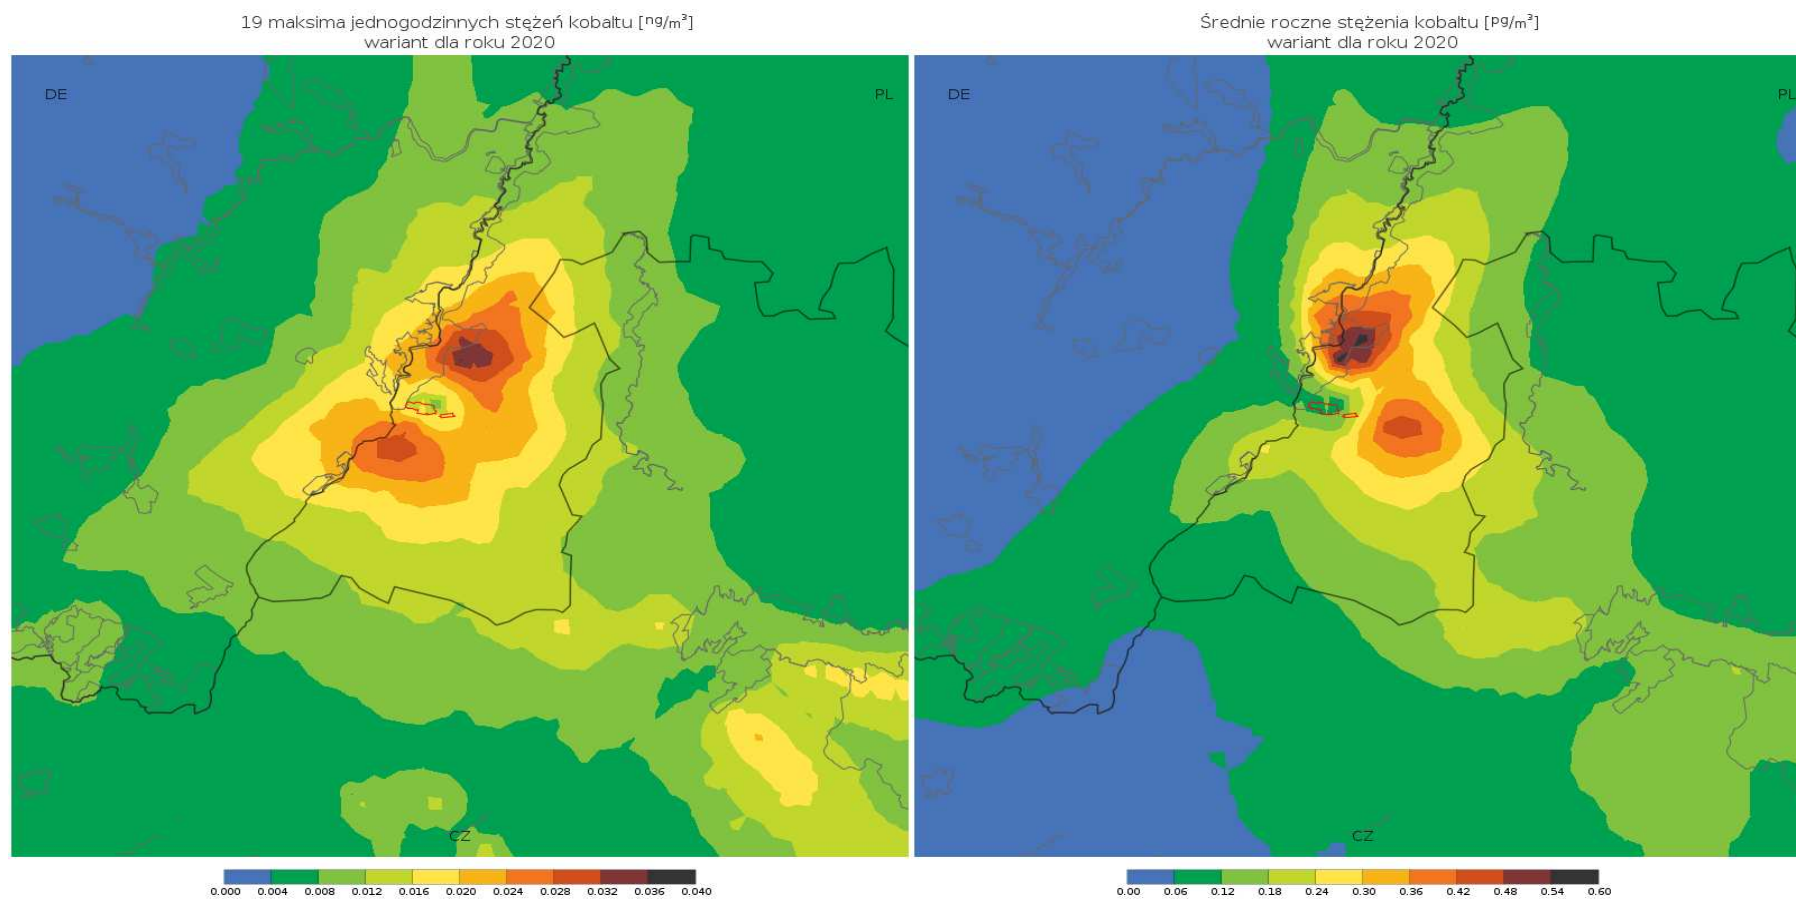 19 maksima jednogodzinnych stężeń kobaltu [ng/m³]
wariant dla roku 2020
DE
PL
CZ
0.000 0.004 0.008 0.012 0.016 0.020 0.024 0.028 0.032 0.036 0.040
Średnie roczne stężenia kobaltu [pg/m³]
wariant dla roku 2020
DE
PL
CZ
0.00 0.06 0.12 0.18 0.24 0.30 0.36 0.42 0.48 0.54 0.60